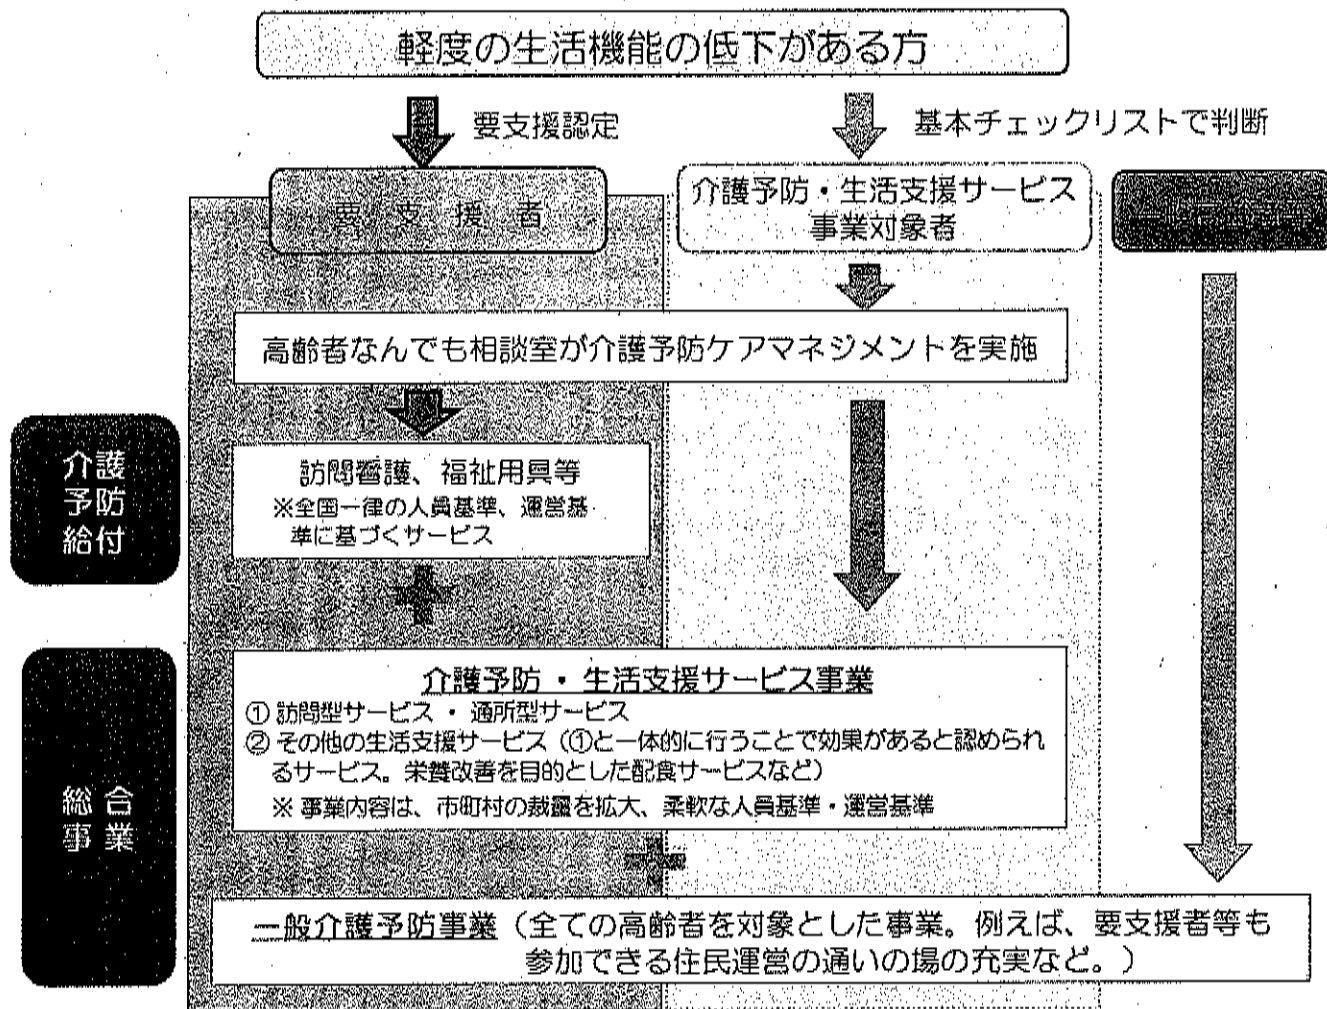 軽度の生活機能の低下がある方
要支援認定
基本チェックリストで判断
要支援者
介護予防・生活支援サービス
事業対象者
高齢者なんでも相談室が介護予防ケアマネジメントを実施
介護
予防
給付
訪問看護、福祉用具等
※全国一律の人員基準、運営基
準に基づくサービス
総合
事業
介護予防・生活支援サービス事業
① 訪問型サービス・通所型サービス
② その他の生活支援サービス（①と一体的に行うことで効果があると認められ
るサービス。栄養改善を目的とした配食サービスなど）
※ 事業内容は、市町村の裁量を拡大、柔軟な人員基準・運営基準
一般介護予防事業（全ての高齢者を対象とした事業。例えば、要支援者等も
参加できる住民運営の通いの場の充実など。）